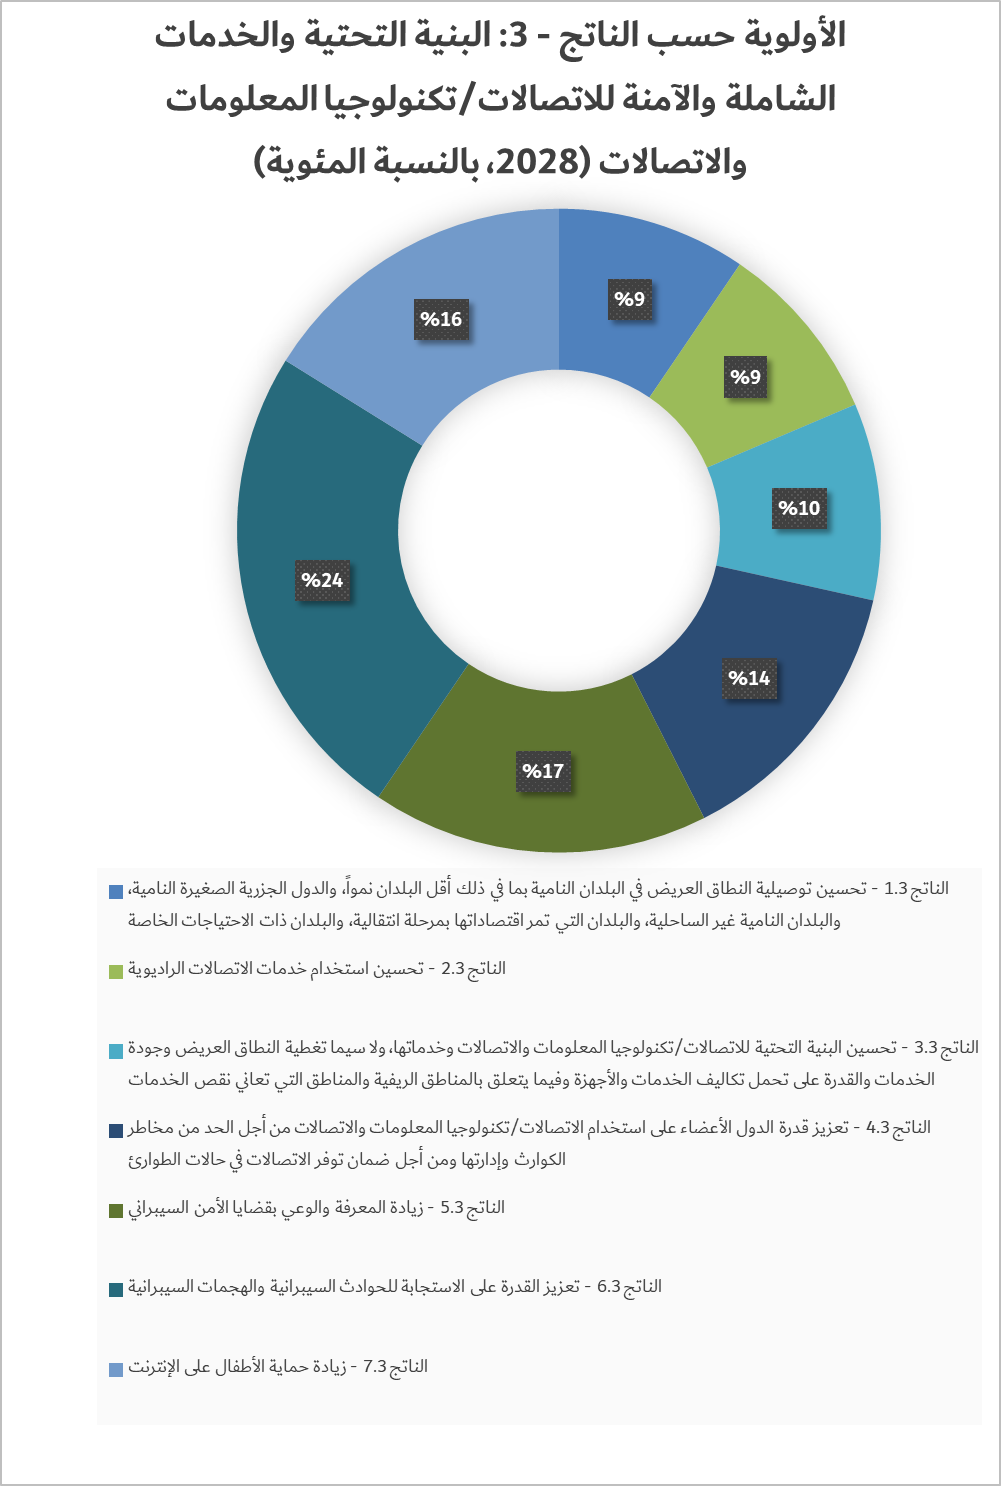 الأولوية حسب الناتج - 3: البنية التحتية والخدمات
الشاملة والآمنة للاتصالات/تكنولوجيا المعلومات
والاتصالات (2028، بالنسبة المئوية)
%9
%9
%10
%14
%17
%24
%16
الناتج 1.3 - تحسين توصيلية النطاق العريض في البلدان النامية بما في ذلك أقل البلدان نمواً، والدول الجزرية الصغيرة النامية،
والبلدان النامية غير الساحلية، والبلدان التي تمر اقتصاداتها بمرحلة انتقالية، والبلدان ذات الاحتياجات الخاصة
الناتج 2.3 - تحسين استخدام خدمات الاتصالات الراديوية
الناتج 3.3 - تحسين البنية التحتية للاتصالات/تكنولوجيا المعلومات والاتصالات وخدماتها، ولا سيما تغطية النطاق العريض وجودة
الخدمات والقدرة على تحمل تكاليف الخدمات والأجهزة وفيما يتعلق بالمناطق الريفية والمناطق التي تعاني نقص الخدمات
الناتج 4.3 - تعزيز قدرة الدول الأعضاء على استخدام الاتصالات/تكنولوجيا المعلومات والاتصالات من أجل الحد من مخاطر
الكوارث وإدارتها ومن أجل ضمان توفر الاتصالات في حالات الطوارئ
الناتج 5.3 - زيادة المعرفة والوعي بقضايا الأمن السيبراني
الناتج 6.3 - تعزيز القدرة على الاستجابة للحوادث السيبرانية والهجمات السيبرانية
الناتج 7.3 - زيادة حماية الأطفال على الإنترنت